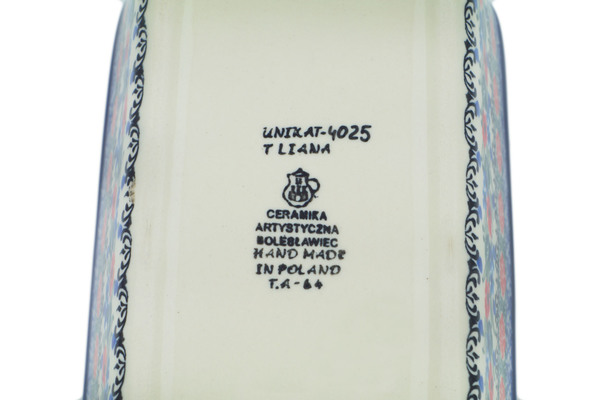 UNIKAT-4025
T LIANA
CERAMIKA
ARTYSTYCZNA
BOLESŁAWIEC
HAND MADE
IN POLAND
T.A-64